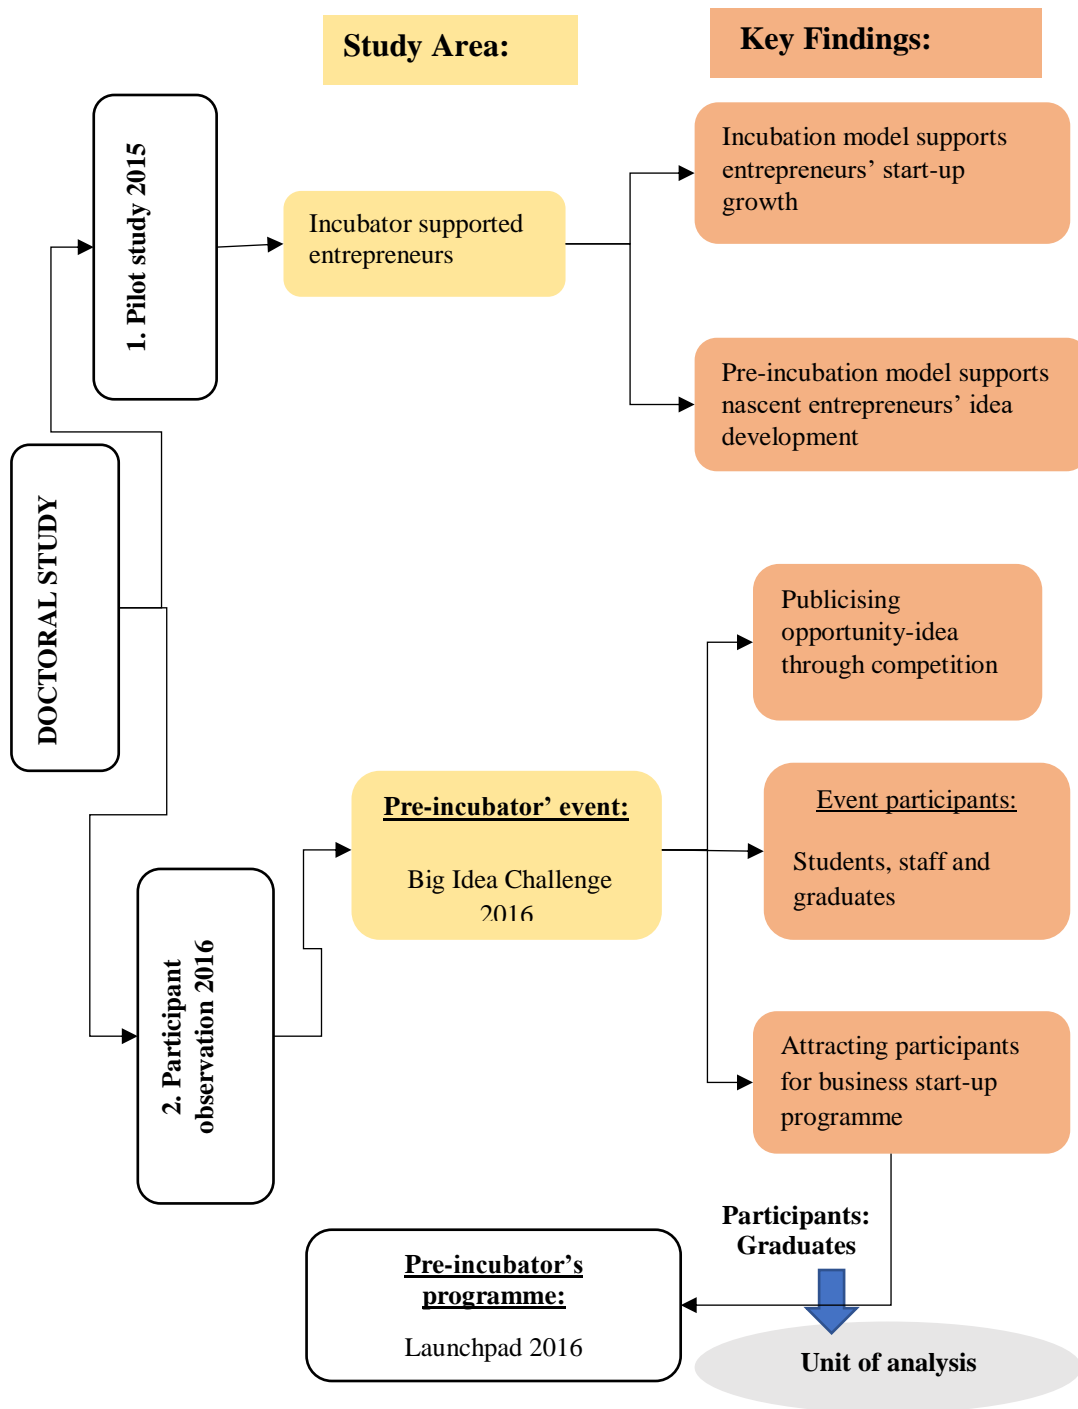 Study Area:
Key Findings:
1. Pilot study 2015
Incubator supported
entrepreneurs
Incubation model supports
entrepreneurs’ start-up
growth
Pre-incubation model supports
nascent entrepreneurs’ idea
development
DOCTORAL STUDY
2. Participant
observation 2016
Pre-incubator’ event:
Big Idea Challenge
2016
Publicising
opportunity-idea
through competition
Event participants:
Students, staff and
graduates
Attracting participants
for business start-up
programme
Participants:
Graduates
Pre-incubator’s
programme:
Launchpad 2016
Unit of analysis